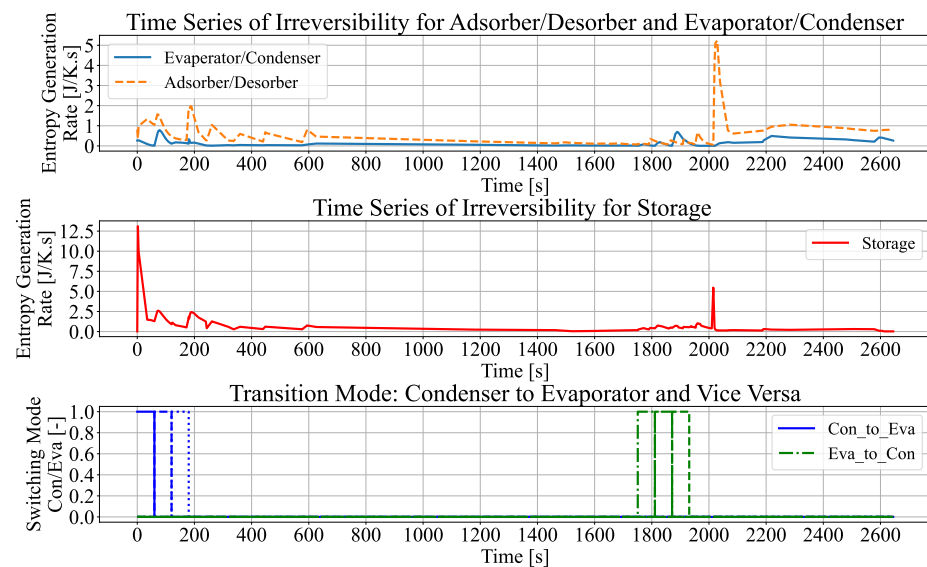 Time Series of Irreversibility for Adsorber/Desorber and Evaporator/Condenser
Entropy Generation
Rate [J/K.s]
5
4
3
2
1
0
Evaperator/Condenser
Adsorber/Desorber
0 200 400 600 800 1000 1200 1400 1600 1800 2000 2200 2400 2600
Time [s]
Time Series of Irreversibility for Storage
Entropy Generation
Rate [J/K.s]
12.5
10.0
7.5
5.0
2.5
0.0
Storage
0 200 400 600 800 1000 1200 1400 1600 1800 2000 2200 2400 2600
Time [s]
Transition Mode: Condenser to Evaporator and Vice Versa
Switching Mode
Con/Eva [-]
1.0
0.8
0.6
0.4
0.2
0.0
Con_to_Eva
Eva_to_Con
0 200 400 600 800 1000 1200 1400 1600 1800 2000 2200 2400 2600
Time [s]